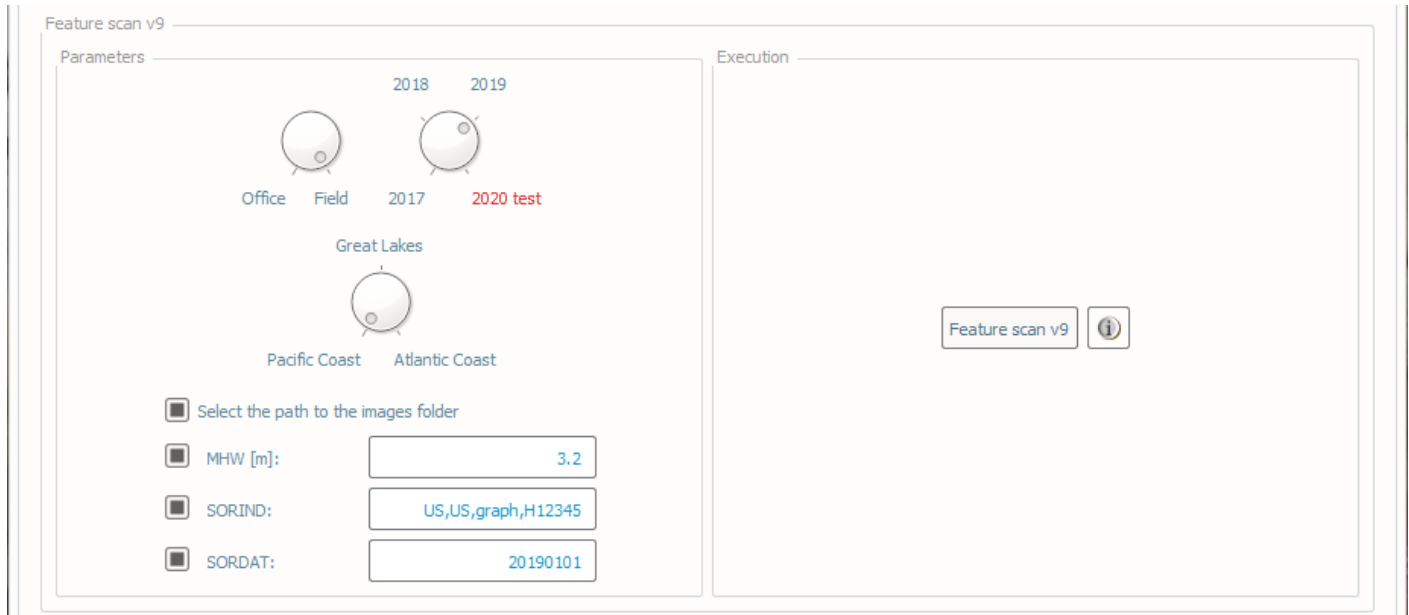 Feature scan v9
Parameters
Execution
2018 2019
Office Field 2017 2020 test
Great Lakes
Pacific Coast Atlantic Coast
Select the path to the images folder
MHW [m]: 3.2
SORIND: US,US,graph,H12345
SORDAT: 20190101
Feature scan v9